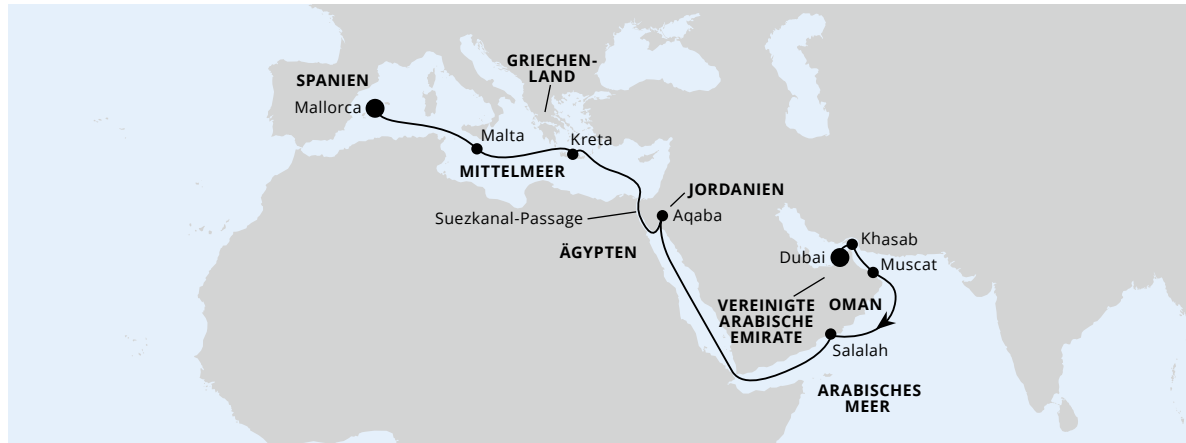 GRIECHEN-
LAND
SPANIEN
Mallorca
Malta
Kreta
MITTELMEER
JORDANIEN
Suezkanal-Passage
Aqaba
ÄGYPTEN
Khasab
Dubai
Muscat
VEREINIGTE
ARABISCHE
EMIRATE
OMAN
Salalah
ARABISCHES
MEER